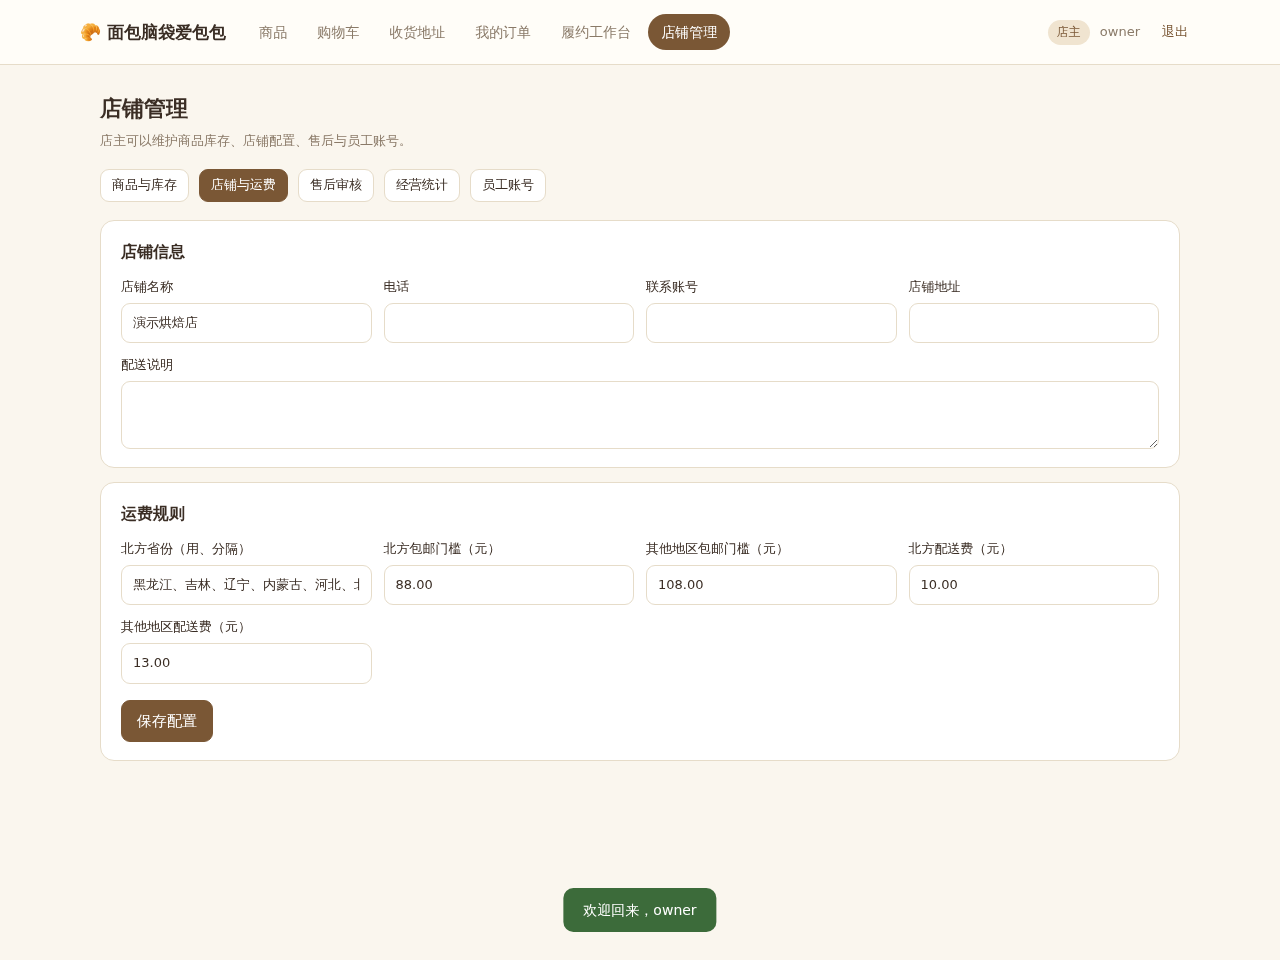 🥐 面包脑袋爱包包 商品 购物车 收货地址 我的订单 履约工作台 店铺管理 店主 owner 退出
店铺管理
店主可以维护商品库存、店铺配置、售后与员工账号。
商品与库存 店铺与运费 售后审核 经营统计 员工账号
店铺信息
店铺名称 电话 联系账号 店铺地址
演示烘焙店
配送说明
运费规则
北方省份（用、分隔） 北方包邮门槛（元） 其他地区包邮门槛（元） 北方配送费（元）
黑龙江、吉林、辽宁、内蒙古、河北、 88.00 108.00 10.00
其他地区配送费（元）
13.00
保存配置
欢迎回来，owner